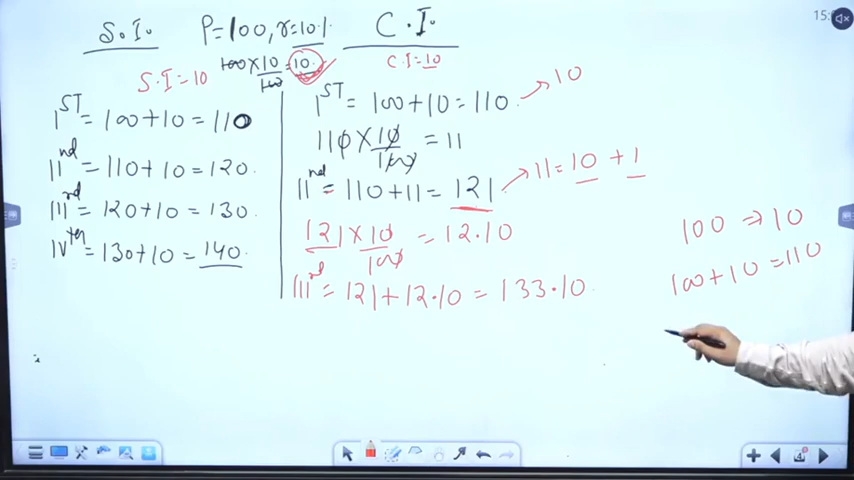 S.I. P=100, r=10% C.I.
100×10/100=10
S.I=10
C.I=10
Iˢᵀ = 100+10=110
IIⁿᵈ = 110+10=120.
IIIʳᵈ = 120+10=130.
IVᵗʰ = 130+10=140.
Iˢᵀ = 100+10=110. → 10
110×10/100 = 11
IIⁿᵈ = 110+11= 121. → 11=10+1
121×10/100 = 12.10
IIIʳᵈ = 121+12.10 = 133.10.
100 ⇒ 10
100+10=110